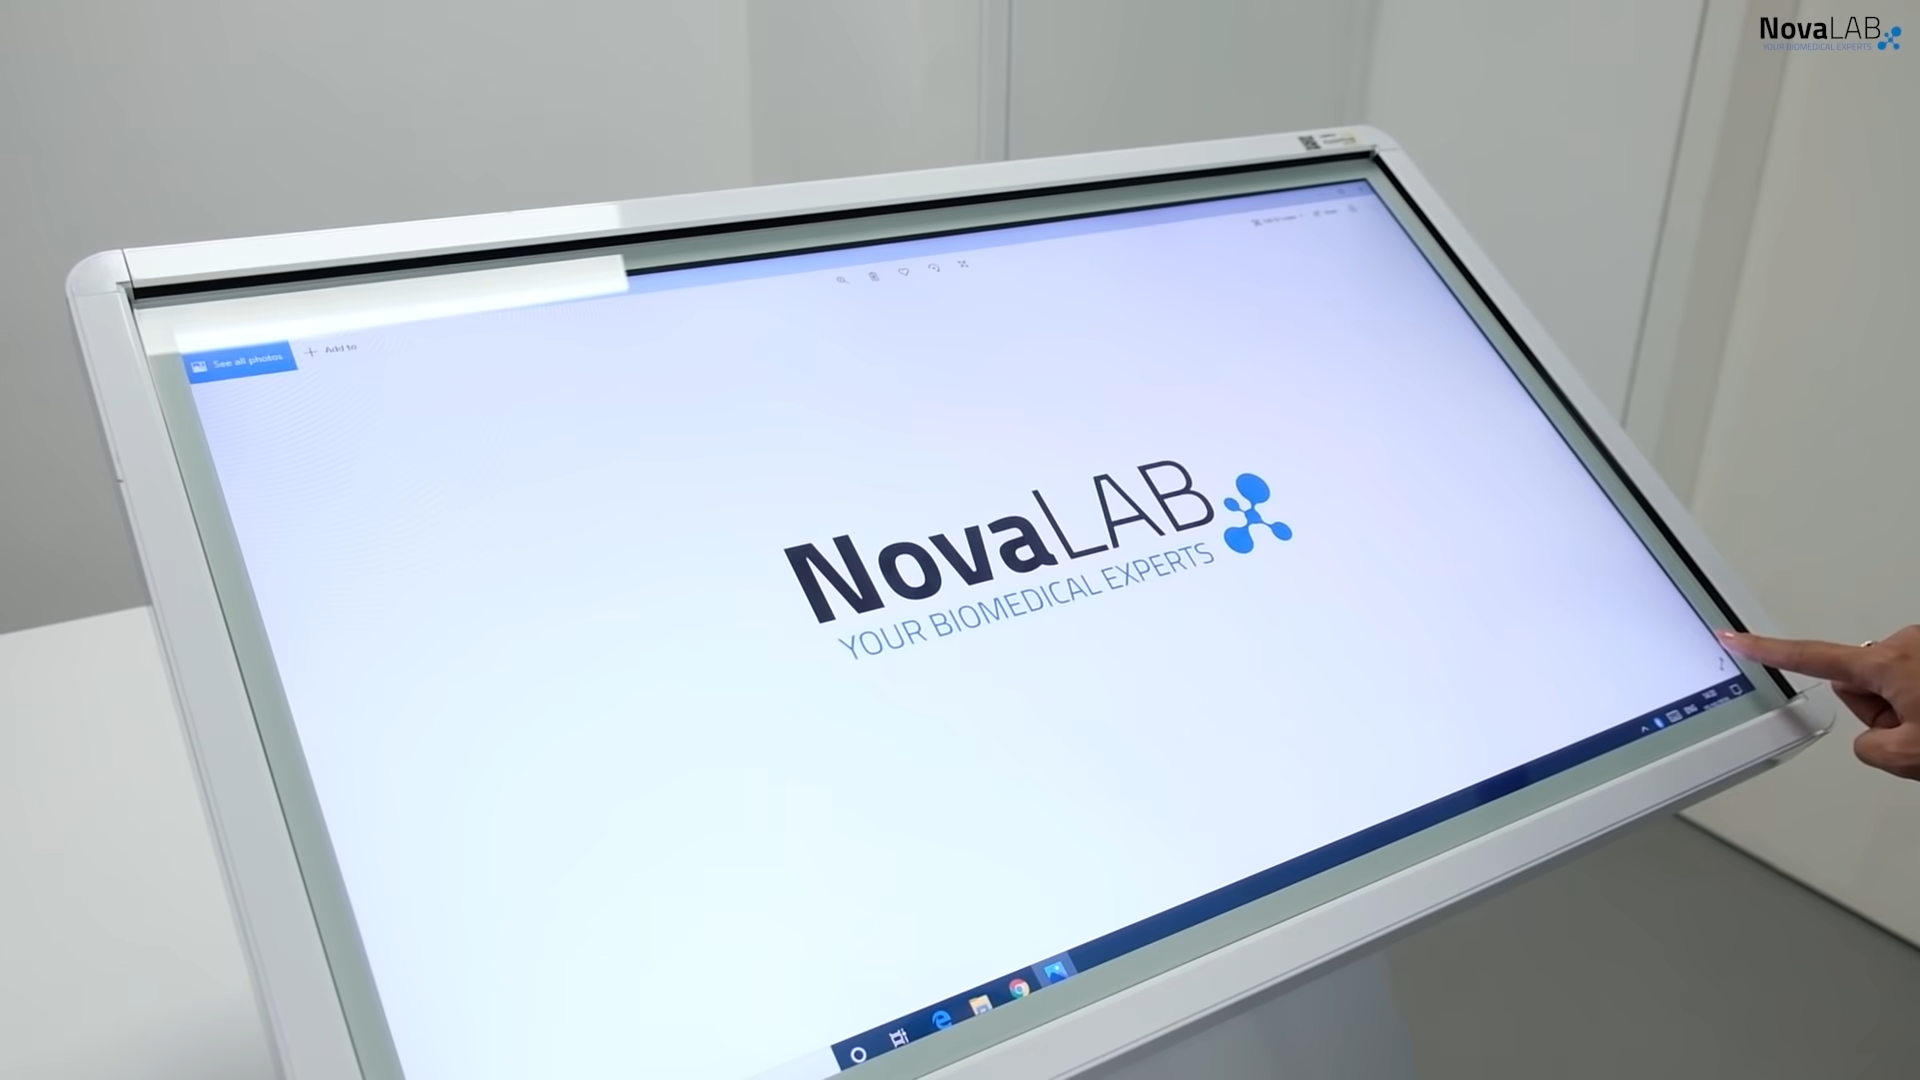 NovaLAB
YOUR BIOMEDICAL EXPERTS
See all photos
Add to
NovaLAB
YOUR BIOMEDICAL EXPERTS